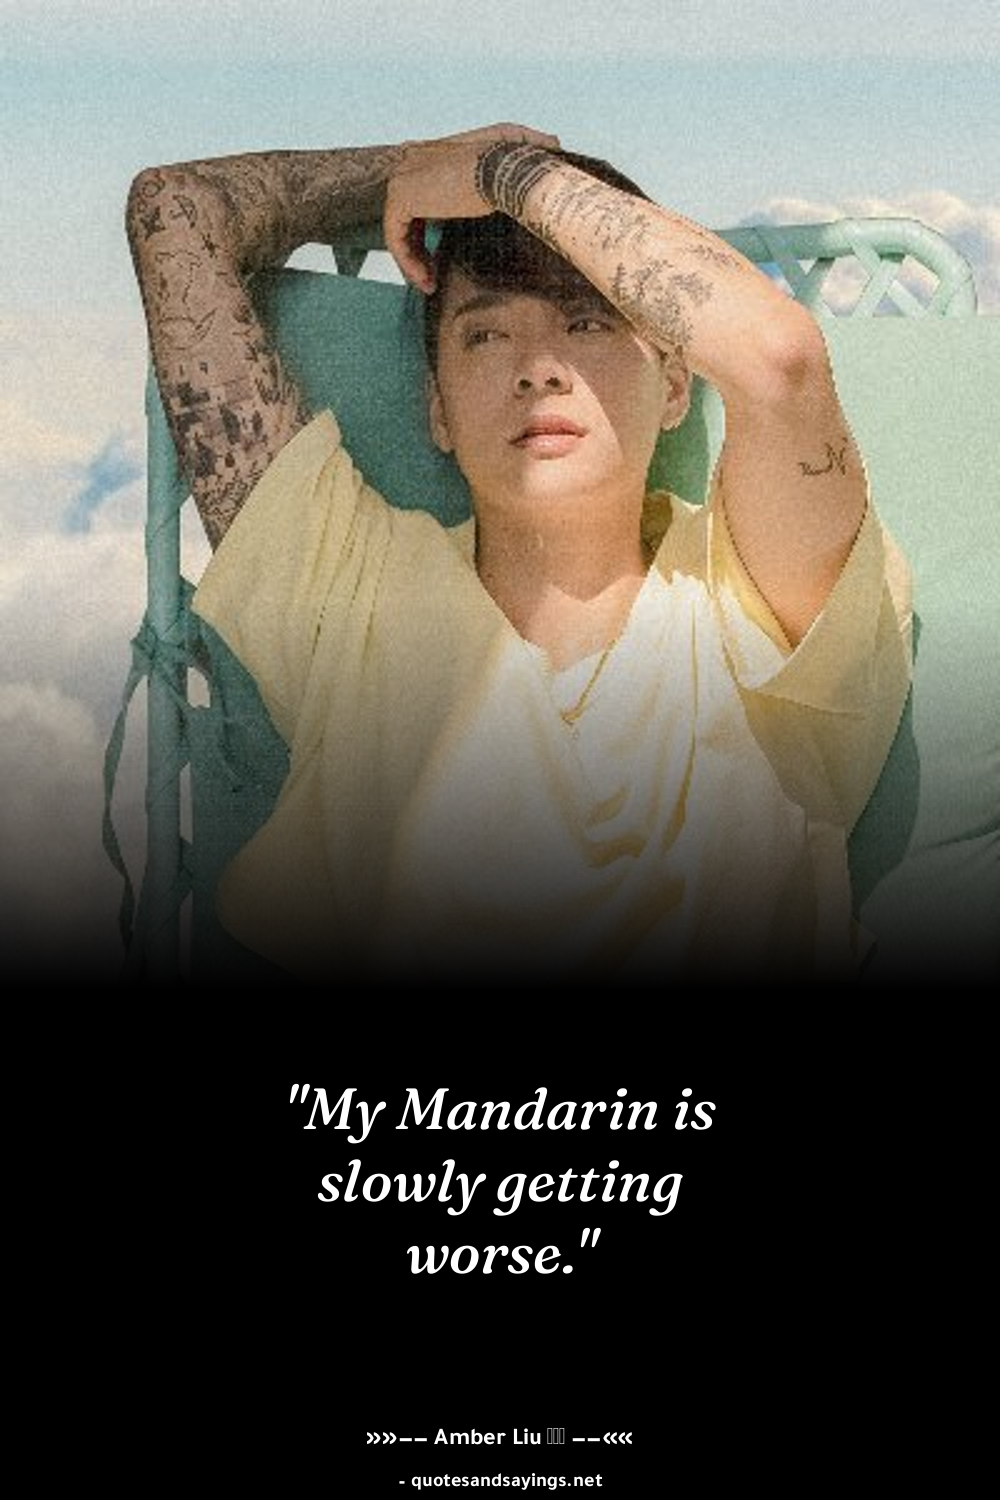 "My Mandarin is
slowly getting
worse."
»»–– Amber Liu ––««
- quotesandsayings.net